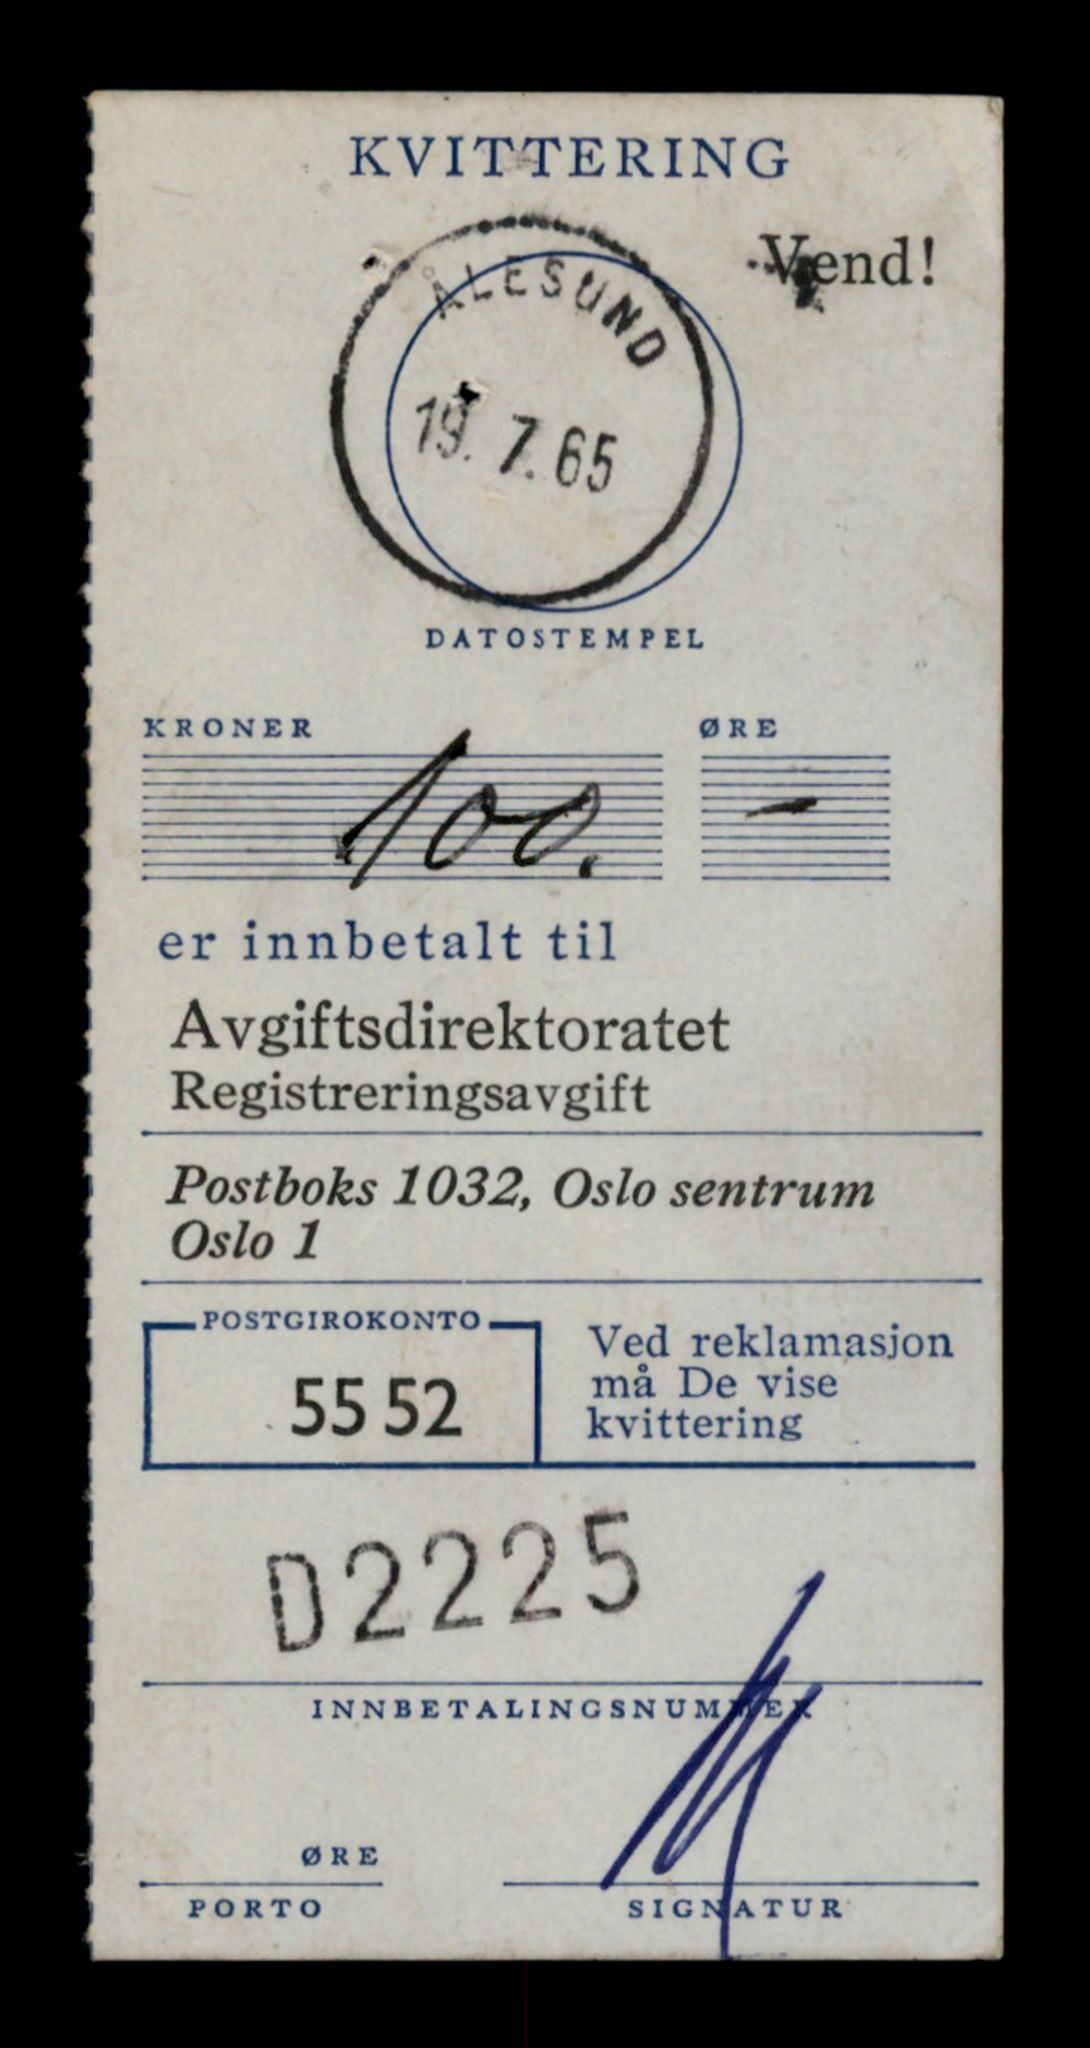 KVITTERING
Vend!
ÅLESUND
19. 7. 65
DATOSTEMPEL
KRONER ØRE
100. -
er innbetalt til
Avgiftsdirektoratet
Registreringsavgift
Postboks 1032, Oslo sentrum
Oslo 1
POSTGIROKONTO
55 52
Ved reklamasjon
må De vise
kvittering
D2225
INNBETALINGSNUMMER
ØRE
PORTO
SIGNATUR